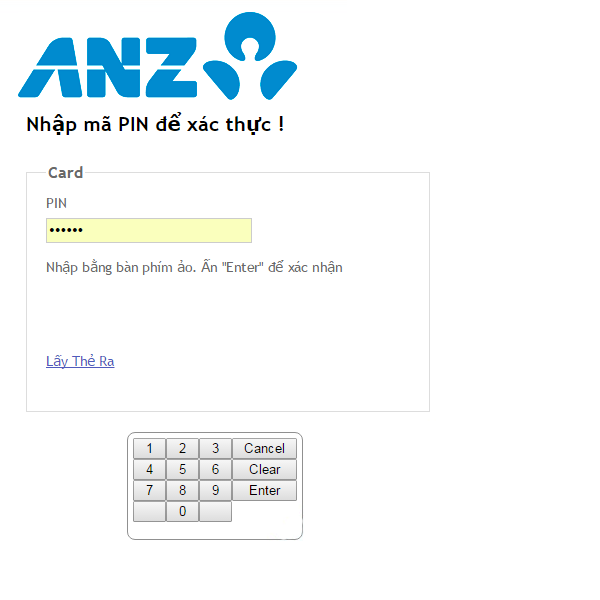 ANZ
Nhập mã PIN để xác thực !
Card
PIN
••••••
Nhập bằng bàn phím ảo. Ấn "Enter" để xác nhận
Lấy Thẻ Ra
1 2 3 Cancel
4 5 6 Clear
7 8 9 Enter
0